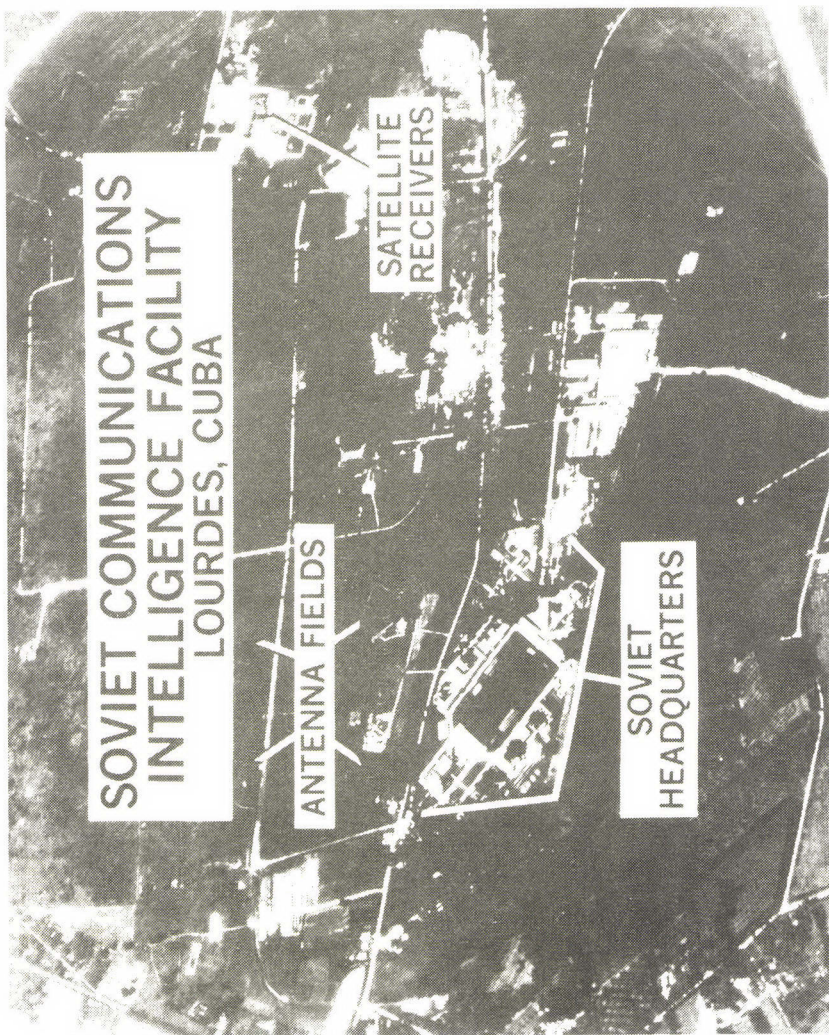 SOVIET COMMUNICATIONS
INTELLIGENCE FACILITY
LOURDES, CUBA
ANTENNA FIELDS
SATELLITE
RECEIVERS
SOVIET
HEADQUARTERS